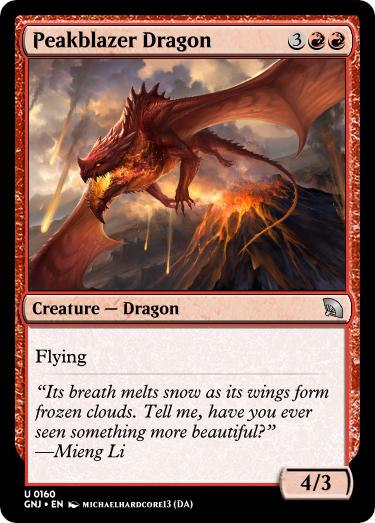 Peakblazer Dragon 3
Creature — Dragon
Flying
“Its breath melts snow as its wings form
frozen clouds. Tell me, have you ever
seen something more beautiful?”
—Mieng Li
4/3
U 0160
GNJ • EN MICHAELHARDCORE13 (DA)